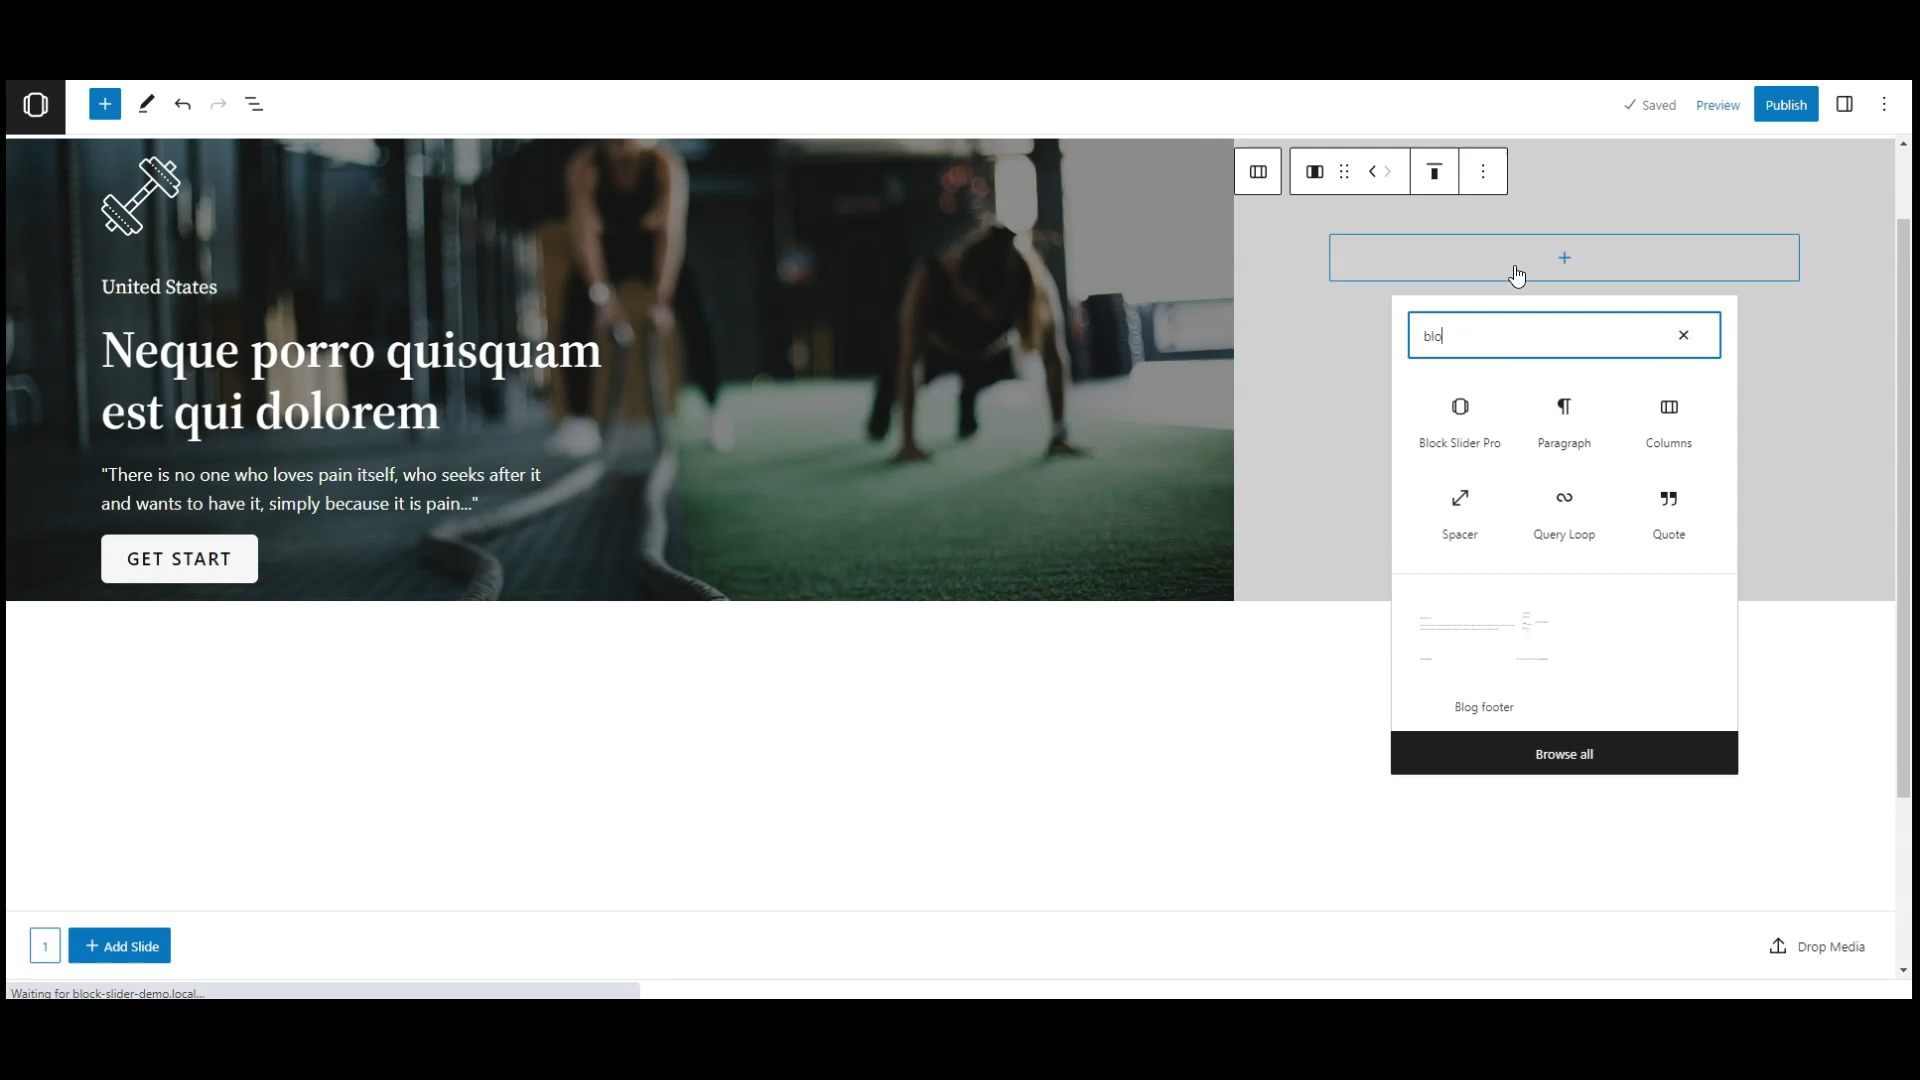 Saved
Preview
Publish
United States
Neque porro quisquam
est qui dolorem
"There is no one who loves pain itself, who seeks after it
and wants to have it, simply because it is pain..."
GET START
blo
Block Slider Pro
Paragraph
Columns
Spacer
Query Loop
Quote
Blog footer
Browse all
1
+ Add Slide
Drop Media
Waiting for block-slider-demo.local...